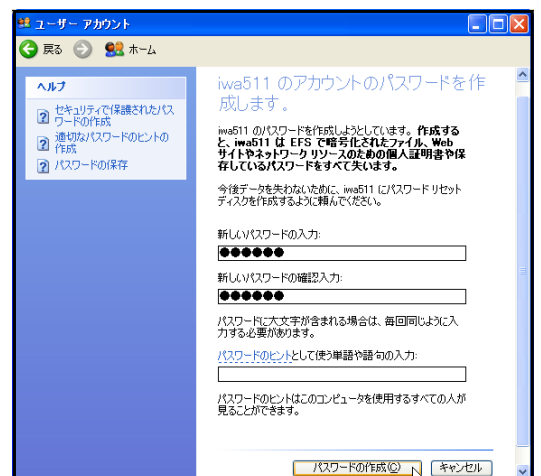 ユーザー アカウント
戻る
ホーム
ヘルプ
セキュリティで保護されたパス
ワードの作成
適切なパスワードのヒントの
作成
パスワードの保存
iwa511 のアカウントのパスワードを作
成します。
iwa511 のパスワードを作成しようとしています。作成する
と、iwa511 は EFS で暗号化されたファイル、Web
サイトやネットワーク リソースのための個人証明書や保
存しているパスワードをすべて失います。
今後データを失わないために、iwa511 にパスワード リセット
ディスクを作成するように頼んでください。
新しいパスワードの入力:
●●●●●●
新しいパスワードの確認入力:
●●●●●●
パスワードに大文字が含まれる場合は、毎回同じように入
力する必要があります。
パスワードのヒントとして使う単語や語句の入力:
パスワードのヒントはこのコンピュータを使用するすべての人が
見ることができます。
パスワードの作成(C)
キャンセル